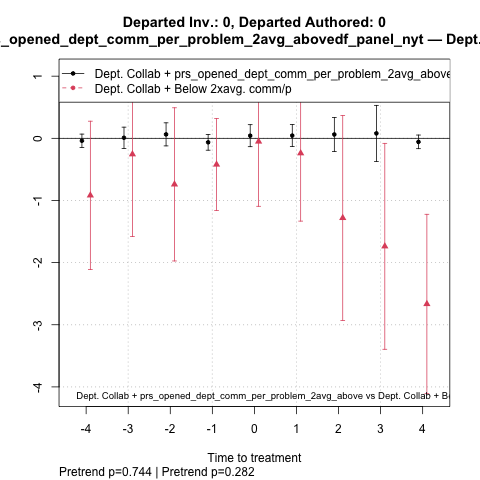 Departed Inv.: 0, Departed Authored: 0
_opened_dept_comm_per_problem_2avg_abovedf_panel_nyt — Dept.
Dept. Collab + prs_opened_dept_comm_per_problem_2avg_above
Dept. Collab + Below 2xavg. comm/p
1
0
-1
-2
-3
-4
Dept. Collab + prs_opened_dept_comm_per_problem_2avg_above vs Dept. Collab + Be
-4 -3 -2 -1 0 1 2 3 4
Time to treatment
Pretrend p=0.744 | Pretrend p=0.282